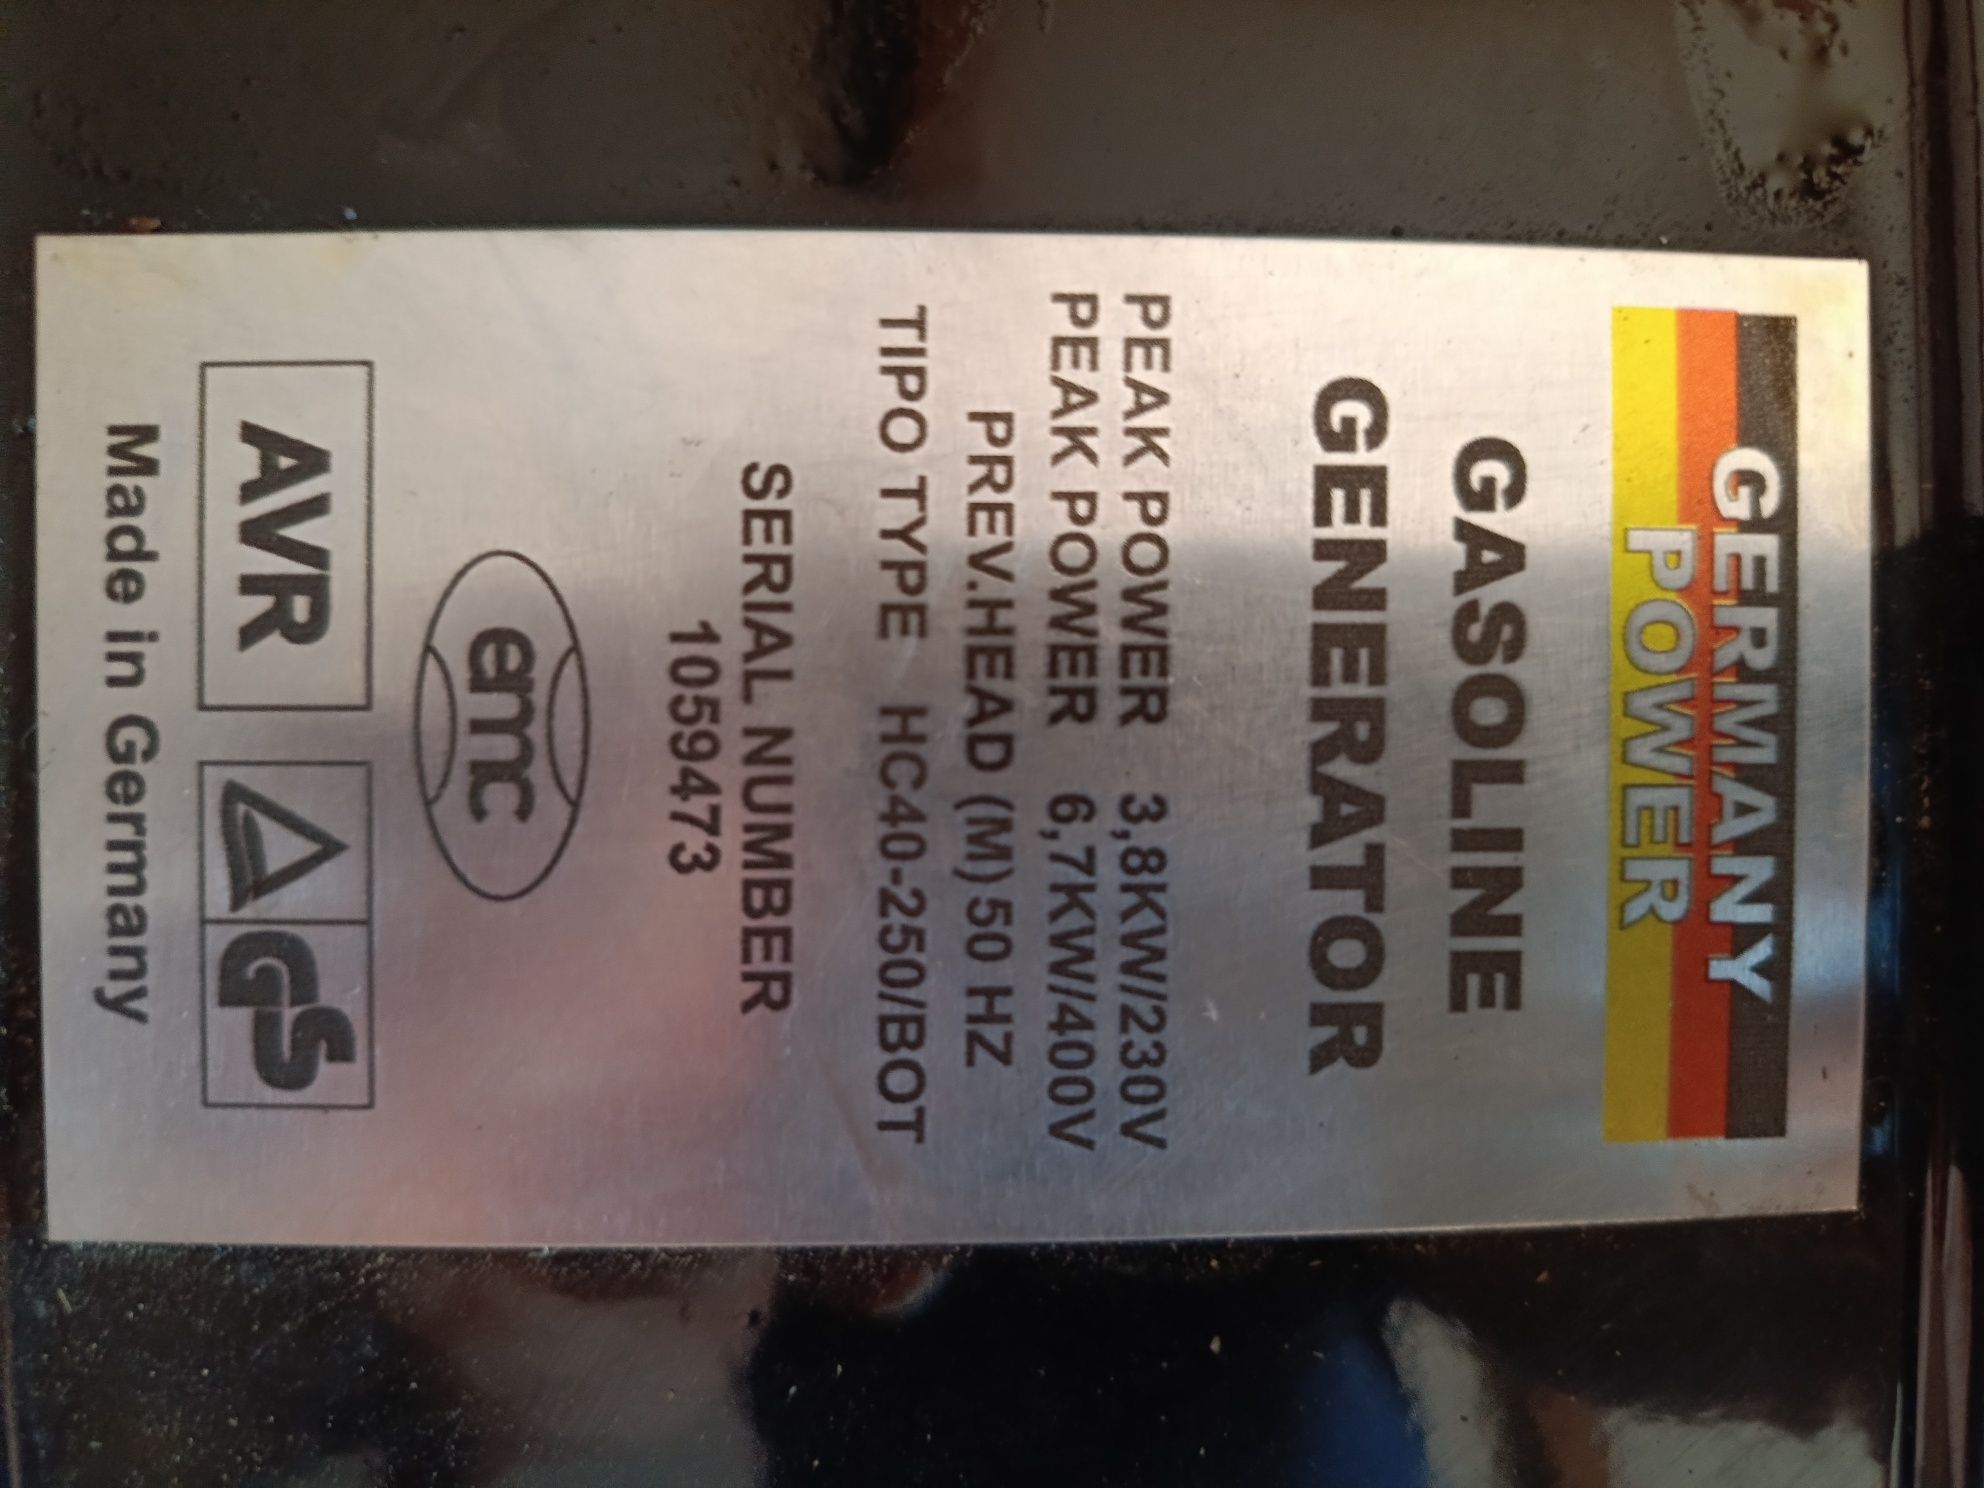 GERMANY
POWER
GASOLINE
GENERATOR
PEAK POWER 3,8KW/230V
PEAK POWER 6,7KW/400V
PREV.HEAD (M) 50 HZ
TIPO TYPE HC40-250/BOT
SERIAL NUMBER
1059473
emc
AVR GS
Made in Germany